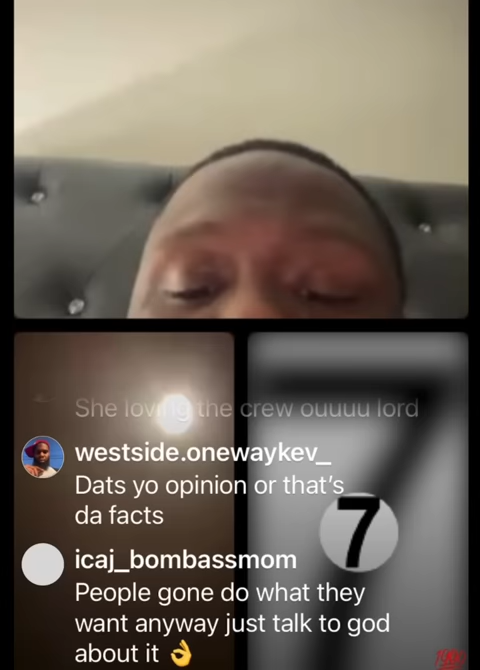 She loving the crew ouuuu lord
westside.onewaykev_
Dats yo opinion or that's
da facts
7
icaj_bombassmom
People gone do what they
want anyway just talk to god
about it 👌